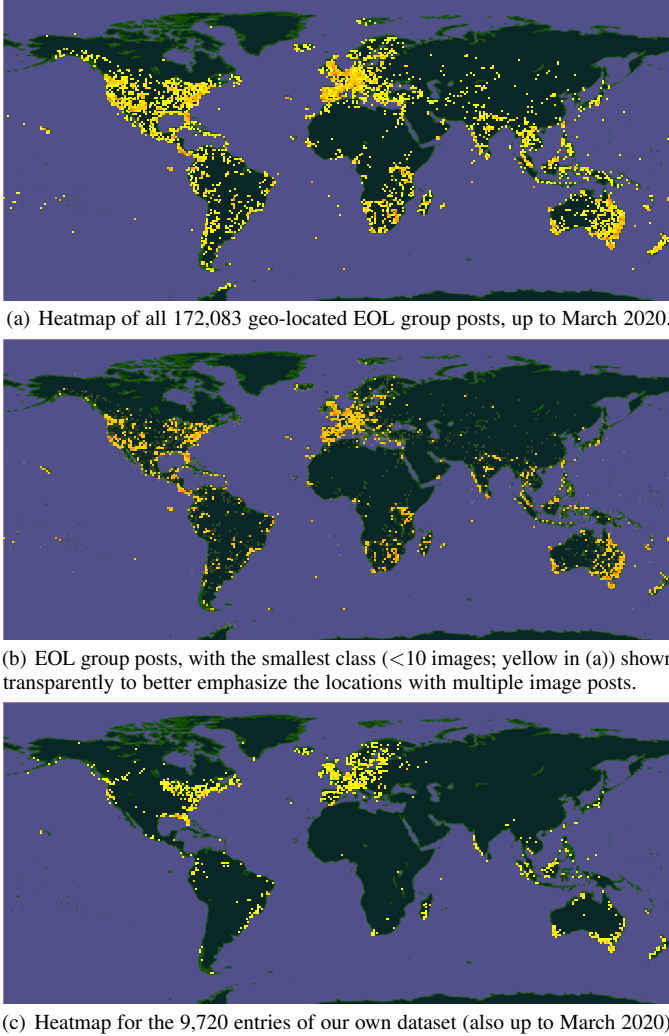 (a) Heatmap of all 172,083 geo-located EOL group posts, up to March 2020.
(b) EOL group posts, with the smallest class (<10 images; yellow in (a)) shown
transparently to better emphasize the locations with multiple image posts.
(c) Heatmap for the 9,720 entries of our own dataset (also up to March 2020)